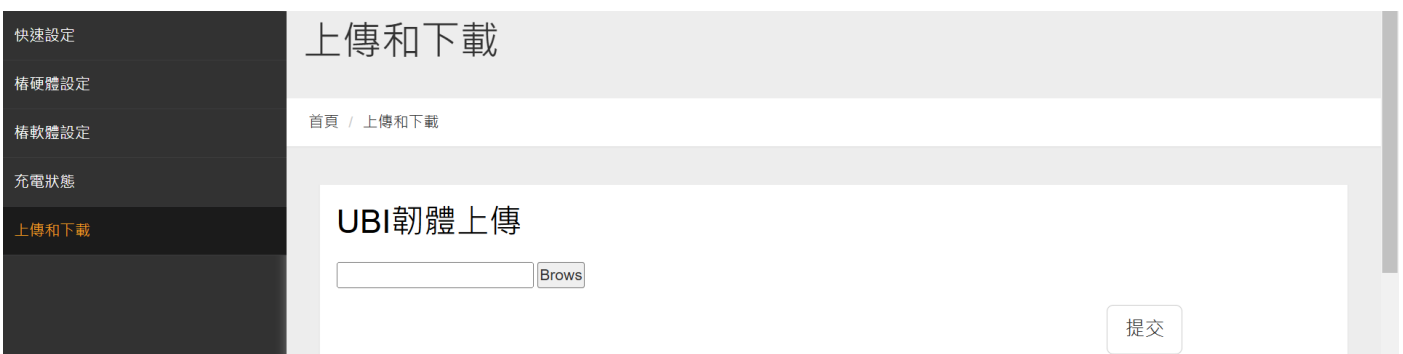 快速設定
樁硬體設定
樁軟體設定
充電狀態
上傳和下載
上傳和下載
首頁 / 上傳和下載
UBI韌體上傳
Brows
提交